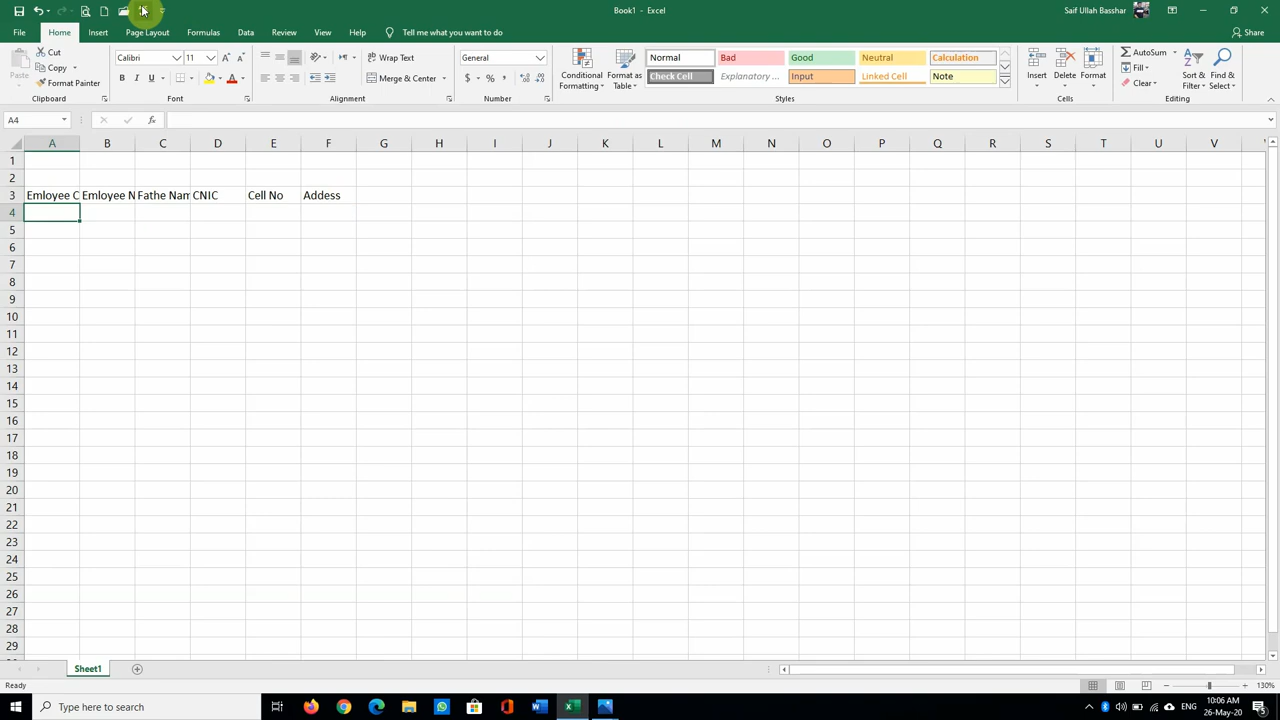 Book1 - Excel
Saif Ullah Basshar
File Home Insert Page Layout Formulas Data Review View Help Tell me what you want to do Share
Paste
Cut
Copy
Format Painter
Clipboard
Calibri 11
B I U
Font
Wrap Text
Merge & Center
Alignment
General
$ % ,
Number
Conditional Formatting
Format as Table
Normal Bad Good Neutral Calculation
Check Cell Explanatory ... Input Linked Cell Note
Styles
Insert Delete Format
Cells
AutoSum
Fill
Clear
Sort & Filter
Find & Select
Editing
A4
fx
A B C D E F G H I J K L M N O P Q R S T U V
1
2
3 Emloyee C Emloyee N Fathe Nam CNIC Cell No Addess
4
5
6
7
8
9
10
11
12
13
14
15
16
17
18
19
20
21
22
23
24
25
26
27
28
29
Sheet1
Ready
130%
Type here to search
ENG
10:06 AM
26-May-20